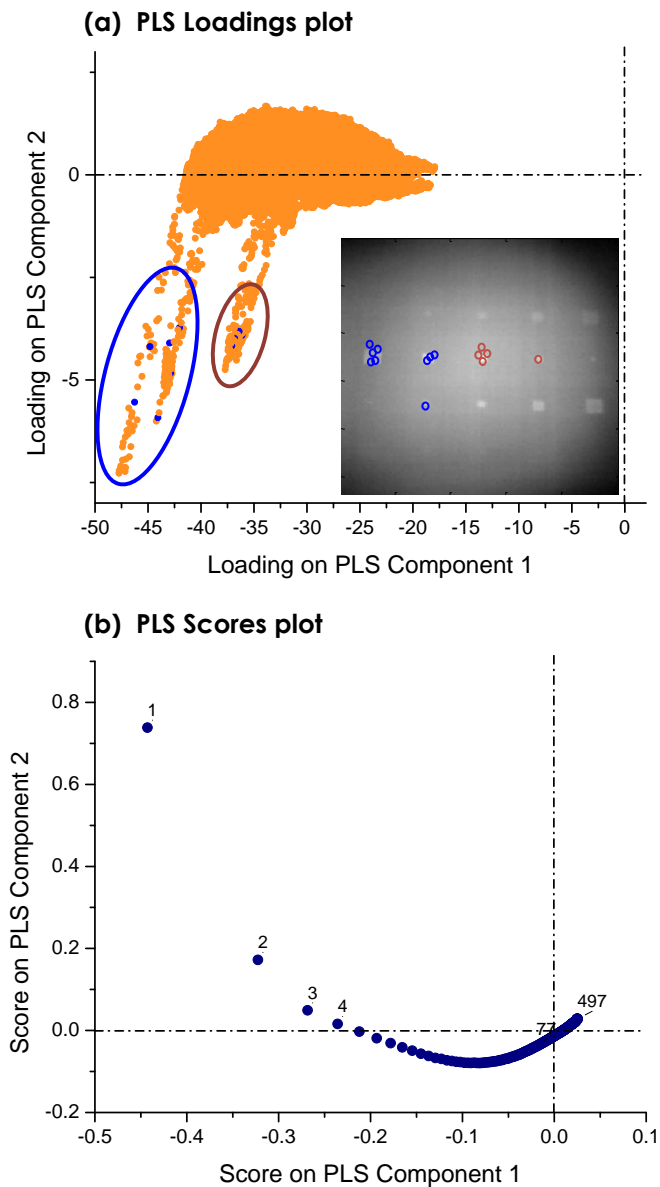 (a) PLS Loadings plot
Loading on PLS Component 2
0
-5
-50 -45 -40 -35 -30 -25 -20 -15 -10 -5 0
Loading on PLS Component 1
(b) PLS Scores plot
Score on PLS Component 2
0.8
0.6
0.4
0.2
0.0
-0.2
1
2
3
4
77
497
-0.5 -0.4 -0.3 -0.2 -0.1 0.0 0.1
Score on PLS Component 1